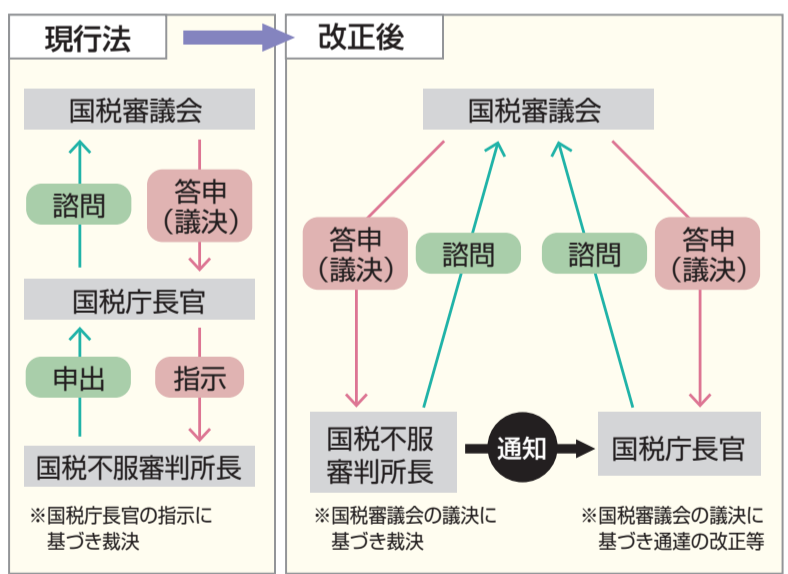 現行法
国税審議会
諮問
答申
（議決）
国税庁長官
申出
指示
国税不服審判所長
※国税庁長官の指示に
基づき裁決
改正後
国税審議会
答申
（議決）
諮問
諮問
答申
（議決）
国税不服
審判所長
通知
国税庁長官
※国税審議会の議決に
基づき裁決
※国税審議会の議決に
基づき通達の改正等